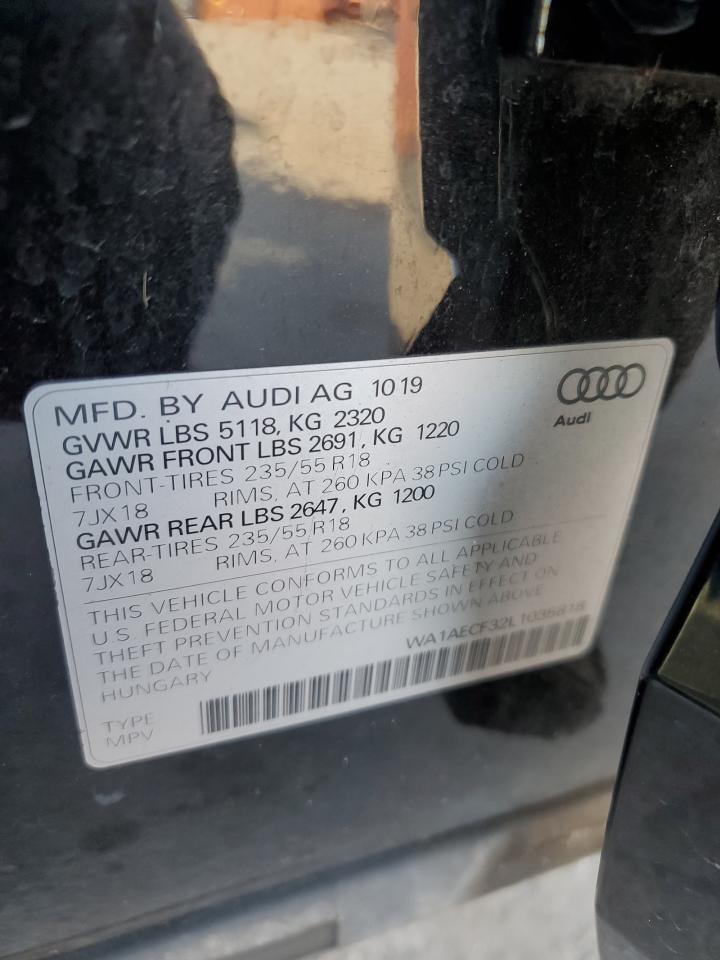 MFD. BY AUDI AG 10 19
GVWR LBS 5118, KG 2320
GAWR FRONT LBS 2691, KG 1220
FRONT-TIRES 235/55 R18
7JX18 RIMS, AT 260 KPA 38 PSI COLD
GAWR REAR LBS 2647, KG 1200
REAR-TIRES 235/55 R18
7JX18 RIMS, AT 260 KPA 38 PSI COLD
Audi
THIS VEHICLE CONFORMS TO ALL APPLICABLE
U.S. FEDERAL MOTOR VEHICLE SAFETY AND
THEFT PREVENTION STANDARDS IN EFFECT ON
THE DATE OF MANUFACTURE SHOWN ABOVE
HUNGARY
WA1AECF32L1035818
TYPE
MPV